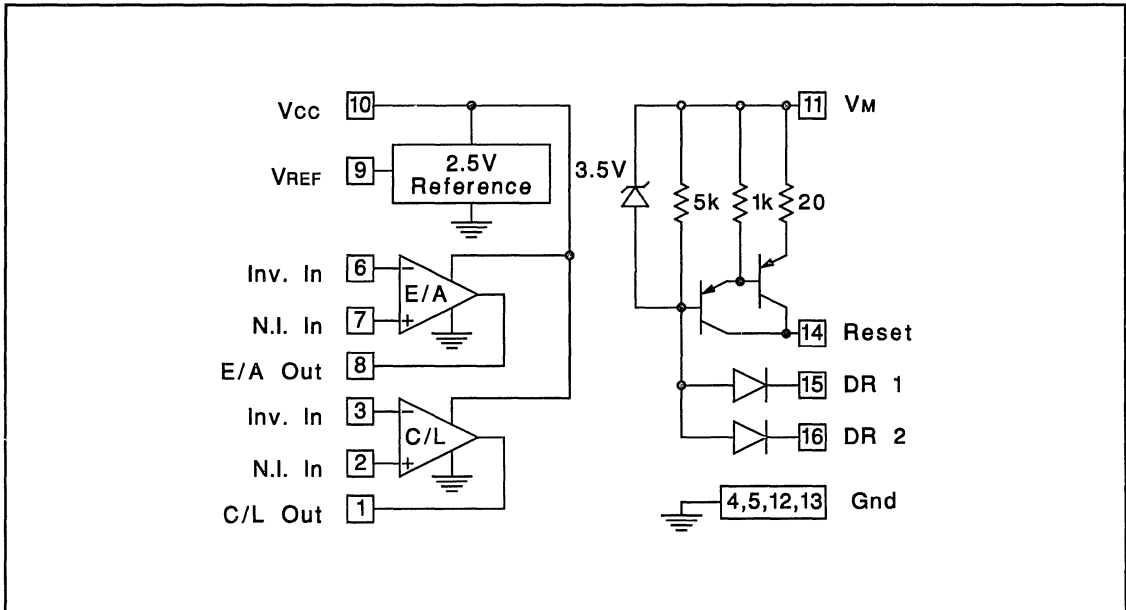 Vcc 10
VREF 9
2.5V
Reference
Inv. In 6
E/A
N.I. In 7
E/A Out 8
Inv. In 3
C/L
N.I. In 2
C/L Out 1
11 VM
3.5V
5k 1k 20
14 Reset
15 DR 1
16 DR 2
4,5,12,13 Gnd